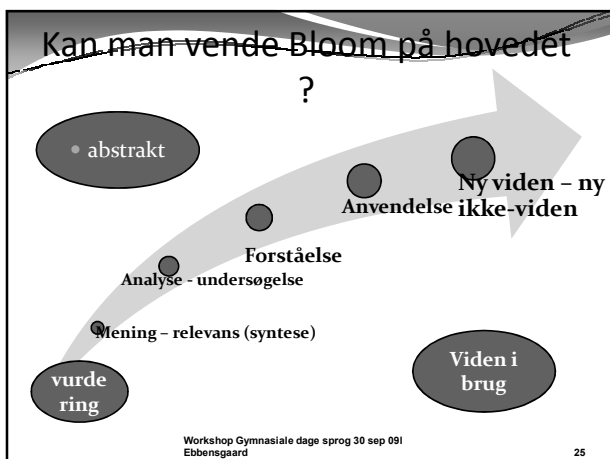 Kan man vende Bloom på hovedet
?
• abstrakt
Ny viden – ny
ikke-viden
Anvendelse
Forståelse
Analyse - undersøgelse
Mening – relevans (syntese)
vurde
ring
Viden i
brug
Workshop Gymnasiale dage sprog 30 sep 09l
Ebbensgaard
25